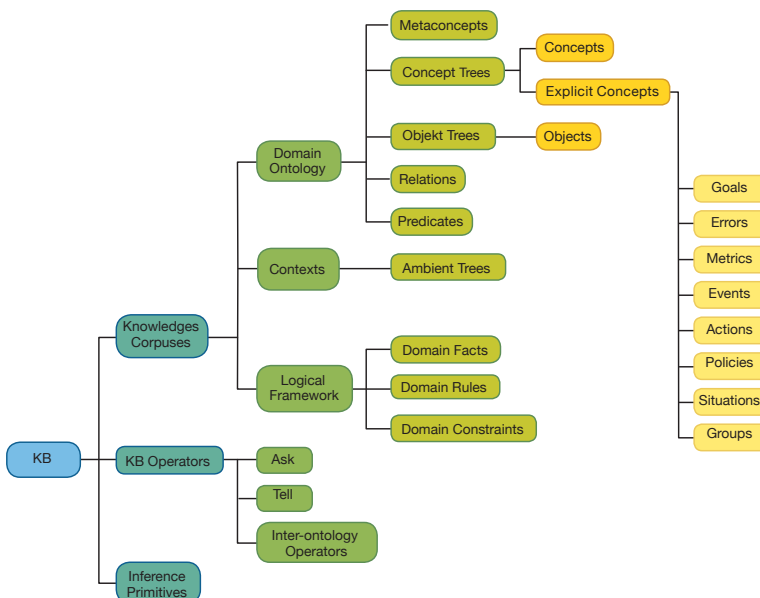 Metaconcepts
Concepts
Concept Trees
Explicit Concepts
Objekt Trees
Objects
Domain
Ontology
Relations
Goals
Predicates
Errors
Contexts
Ambient Trees
Metrics
Events
Knowledges
Corpuses
Actions
Domain Facts
Policies
Logical
Framework
Domain Rules
Situations
Domain Constraints
Groups
KB
KB Operators
Ask
Tell
Inter-ontology
Operators
Inference
Primitives